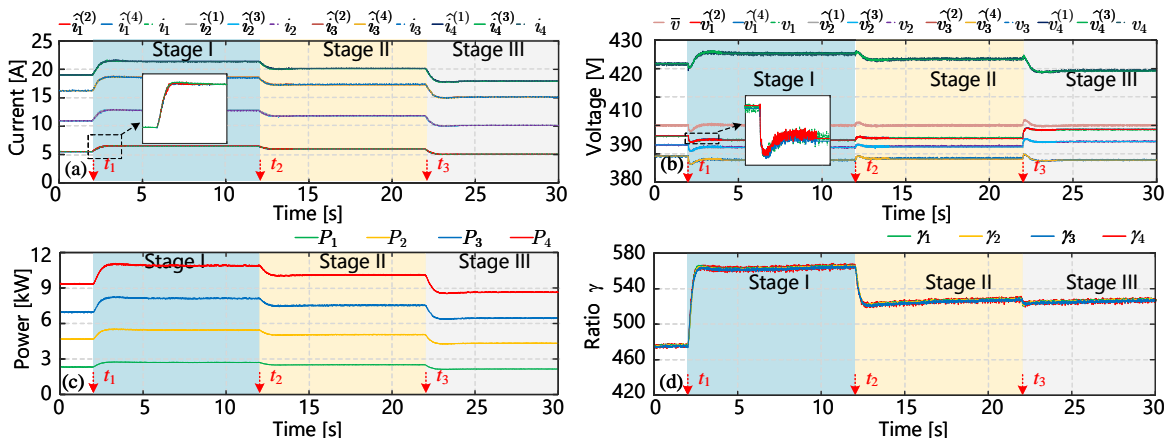 î₁⁽²⁾ î₁⁽⁴⁾ i₁ î₂⁽¹⁾ î₂⁽³⁾ i₂ î₃⁽²⁾ î₃⁽⁴⁾ i₃ î₄⁽¹⁾ î₄⁽³⁾ i₄
25
20
15
10
5
0
Current [A]
Stage I
Stage II
Stage III
(a)
t₁
t₂
t₃
0 5 10 15 20 25 30
Time [s]
v̄ v̂₁⁽²⁾ v̂₁⁽⁴⁾ v₁ v̂₂⁽¹⁾ v̂₂⁽³⁾ v₂ v̂₃⁽²⁾ v̂₃⁽⁴⁾ v₃ v̂₄⁽¹⁾ v̂₄⁽³⁾ v₄
430
420
410
400
390
380
Voltage [V]
Stage I
Stage II
Stage III
(b)
t₁
t₂
t₃
0 5 10 15 20 25 30
Time [s]
P₁ P₂ P₃ P₄
12
9
6
3
0
Power [kW]
Stage I
Stage II
Stage III
(c)
t₁
t₂
t₃
0 5 10 15 20 25 30
Time [s]
γ₁ γ₂ γ₃ γ₄
580
540
500
460
420
Ratio γ
Stage I
Stage II
Stage III
(d)
t₁
t₂
t₃
0 5 10 15 20 25 30
Time [s]